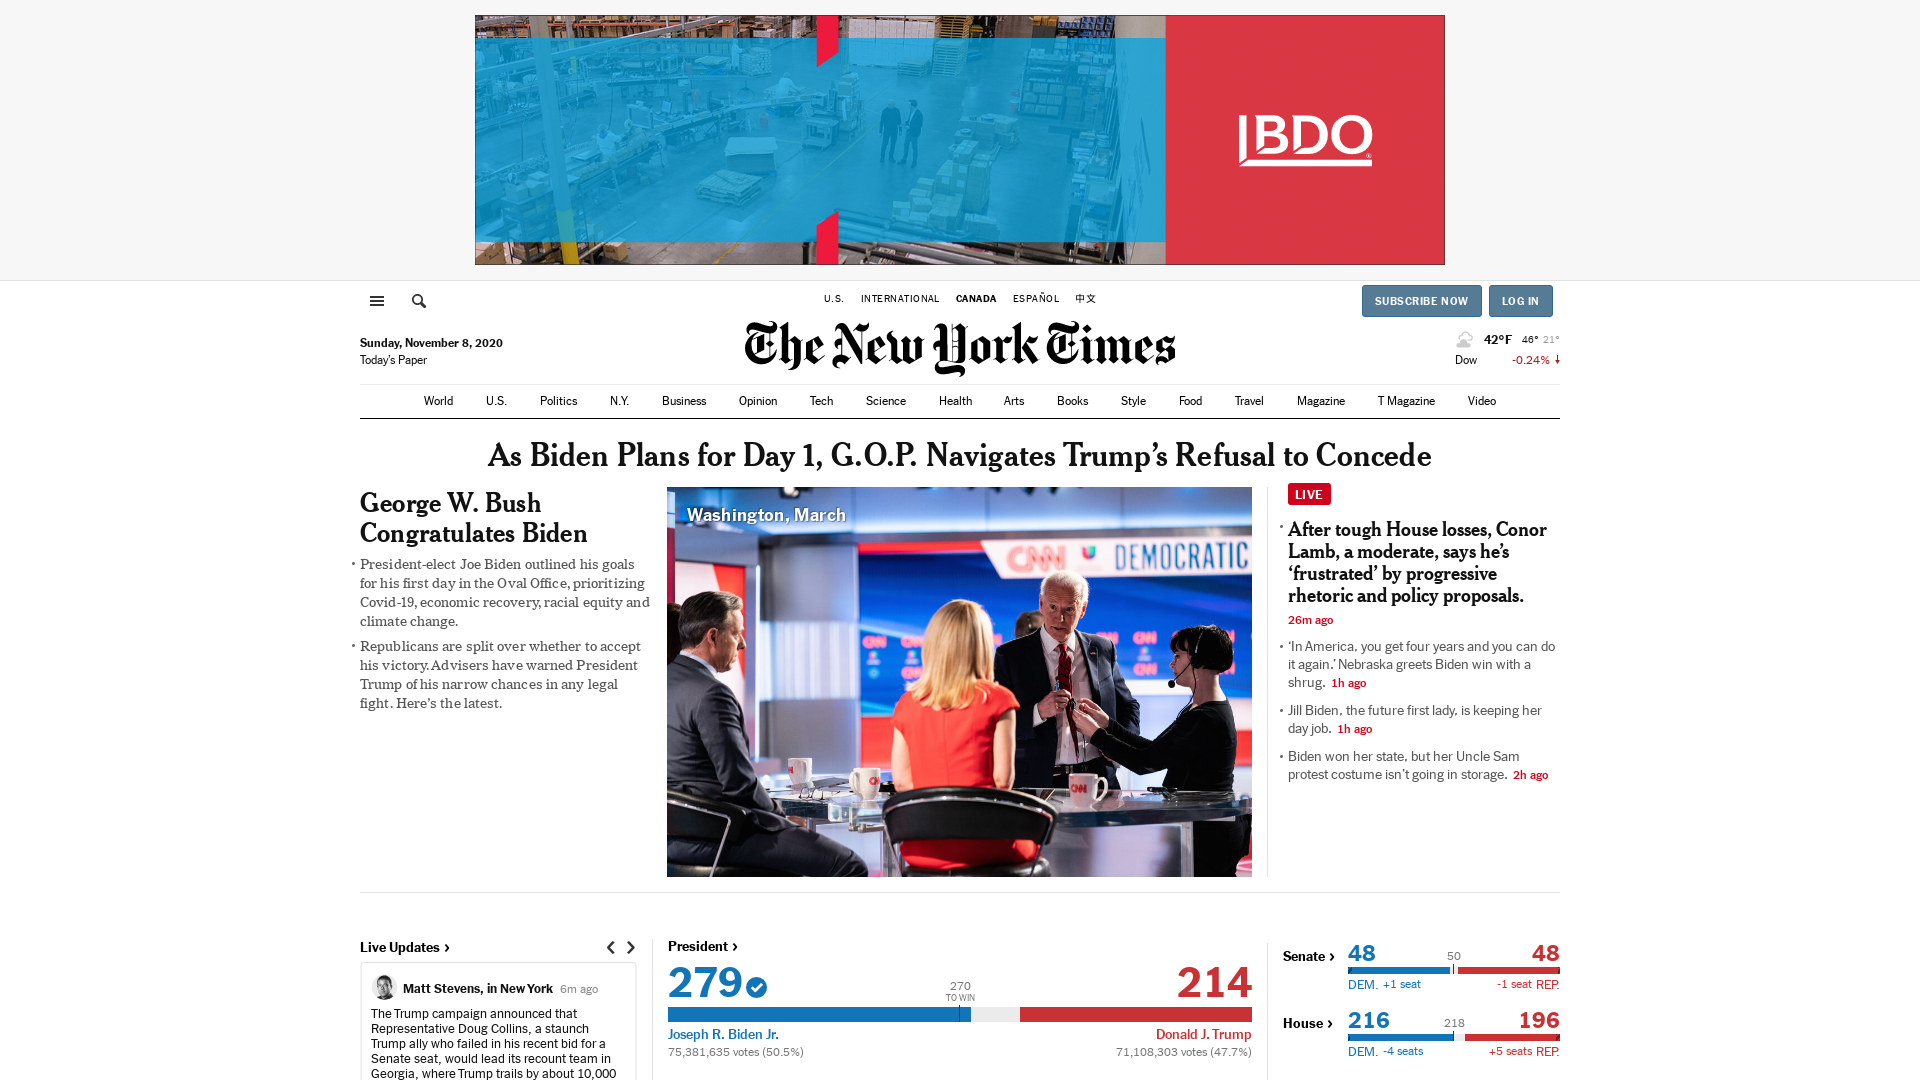 BDO
U.S. INTERNATIONAL CANADA ESPAÑOL 中文
SUBSCRIBE NOW LOG IN
Sunday, November 8, 2020
Today's Paper
The New York Times
42°F 46° 21°
Dow -0.24%
World U.S. Politics N.Y. Business Opinion Tech Science Health Arts Books Style Food Travel Magazine T Magazine Video
As Biden Plans for Day 1, G.O.P. Navigates Trump's Refusal to Concede
George W. Bush
Congratulates Biden
• President-elect Joe Biden outlined his goals
for his first day in the Oval Office, prioritizing
Covid-19, economic recovery, racial equity and
climate change.
• Republicans are split over whether to accept
his victory. Advisers have warned President
Trump of his narrow chances in any legal
fight. Here's the latest.
Washington, March
CNN DEMOCRATIC
LIVE
• After tough House losses, Conor
Lamb, a moderate, says he's
‘frustrated’ by progressive
rhetoric and policy proposals.
26m ago
• ‘In America, you get four years and you can do
it again.’ Nebraska greets Biden win with a
shrug. 1h ago
• Jill Biden, the future first lady, is keeping her
day job. 1h ago
• Biden won her state, but her Uncle Sam
protest costume isn't going in storage. 2h ago
Live Updates ›
Matt Stevens, in New York 6m ago
The Trump campaign announced that
Representative Doug Collins, a staunch
Trump ally who failed in his recent bid for a
Senate seat, would lead its recount team in
Georgia, where Trump trails by about 10,000
President ›
279 214
270
TO WIN
Joseph R. Biden Jr. Donald J. Trump
75,381,635 votes (50.5%) 71,108,303 votes (47.7%)
Senate › 48 50 48
DEM. +1 seat -1 seat REP.
House › 216 218 196
DEM. -4 seats +5 seats REP.